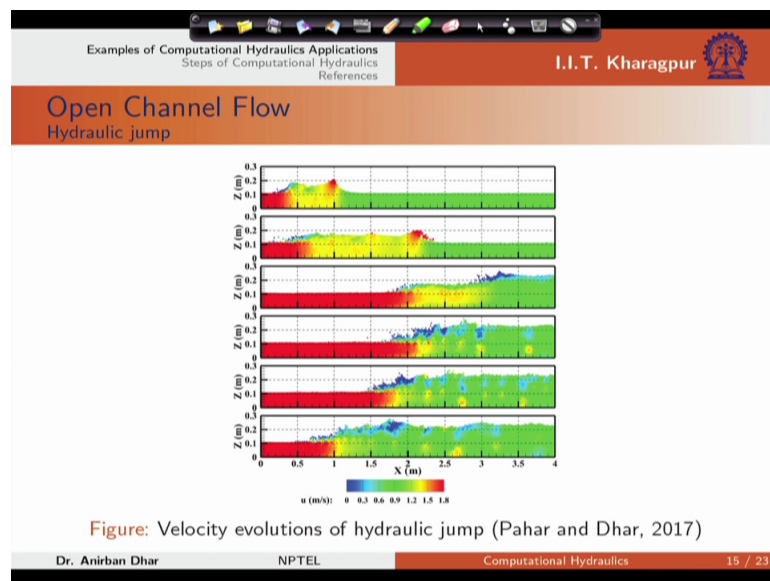 Examples of Computational Hydraulics Applications
Steps of Computational Hydraulics
References
I.I.T. Kharagpur
Open Channel Flow
Hydraulic jump
0.3
0.2
0.1
0
Z (m)
0.3
0.2
0.1
0
Z (m)
0.3
0.2
0.1
0
Z (m)
0.3
0.2
0.1
0
Z (m)
0.3
0.2
0.1
0
Z (m)
0.3
0.2
0.1
0
Z (m)
0 0.5 1 1.5 2 2.5 3 3.5 4
X (m)
u (m/s): 0 0.3 0.6 0.9 1.2 1.5 1.8
Figure: Velocity evolutions of hydraulic jump (Pahar and Dhar, 2017)
Dr. Anirban Dhar NPTEL Computational Hydraulics 15 / 23